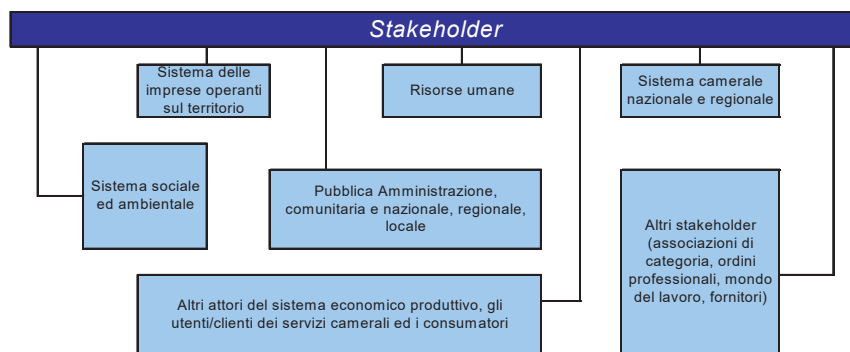 Stakeholder
Sistema delle
imprese operanti
sul territorio
Risorse umane
Sistema camerale
nazionale e regionale
Sistema sociale
ed ambientale
Pubblica Amministrazione,
comunitaria e nazionale, regionale,
locale
Altri stakeholder
(associazioni di
categoria, ordini
professionali, mondo
del lavoro, fornitori)
Altri attori del sistema economico produttivo, gli
utenti/clienti dei servizi camerali ed i consumatori